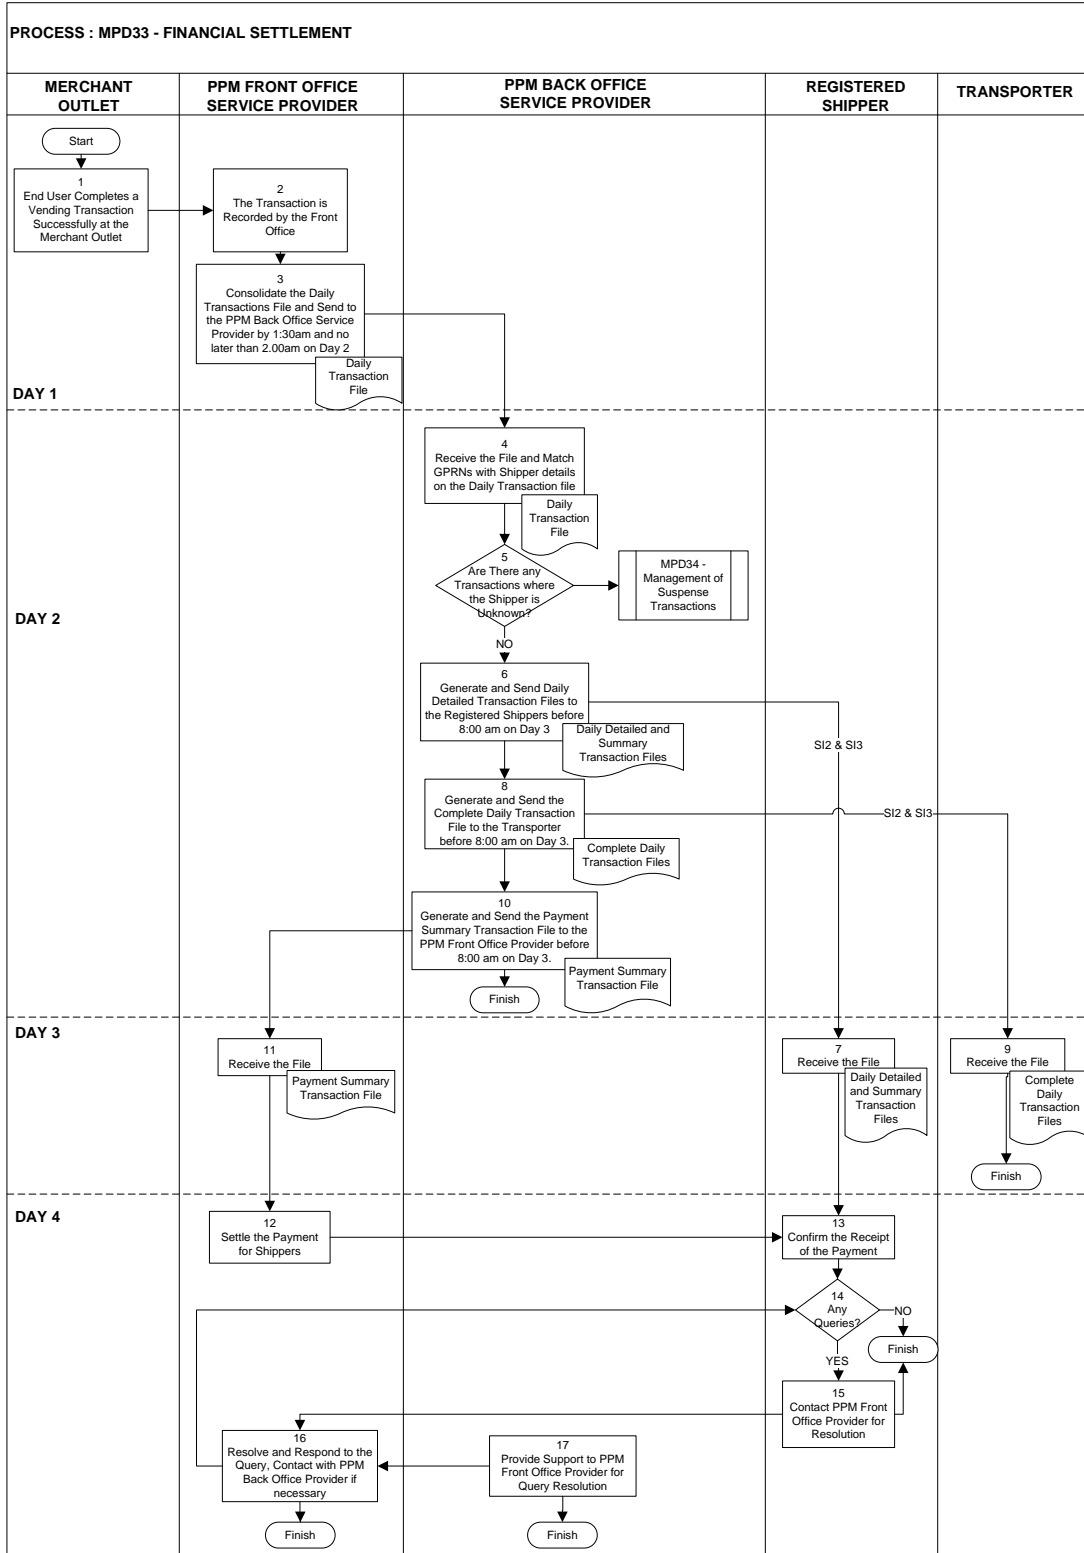 PROCESS : MPD33 - FINANCIAL SETTLEMENT
MERCHANT
OUTLET
PPM FRONT OFFICE
SERVICE PROVIDER
PPM BACK OFFICE
SERVICE PROVIDER
REGISTERED
SHIPPER
TRANSPORTER
Start
1
End User Completes a
Vending Transaction
Successfully at the
Merchant Outlet
2
The Transaction is
Recorded by the Front
Office
3
Consolidate the Daily
Transactions File and Send to
the PPM Back Office Service
Provider by 1:30am and no
later than 2.00am on Day 2
Daily
Transaction
File
DAY 1
4
Receive the File and Match
GPRNs with Shipper details
on the Daily Transaction file
Daily
Transaction
File
5
Are There any
Transactions where
the Shipper is
Unknown?
MPD34 -
Management of
Suspense
Transactions
DAY 2
NO
6
Generate and Send Daily
Detailed Transaction Files to
the Registered Shippers before
8:00 am on Day 3
Daily Detailed and
Summary
Transaction Files
SI2 & SI3
8
Generate and Send the
Complete Daily Transaction
File to the Transporter
before 8:00 am on Day 3.
Complete Daily
Transaction Files
SI2 & SI3
10
Generate and Send the Payment
Summary Transaction File to the
PPM Front Office Provider before
8:00 am on Day 3.
Payment Summary
Transaction File
Finish
DAY 3
11
Receive the File
Payment Summary
Transaction File
7
Receive the File
Daily Detailed
and Summary
Transaction
Files
9
Receive the File
Complete
Daily
Transaction
Files
Finish
DAY 4
12
Settle the Payment
for Shippers
13
Confirm the Receipt
of the Payment
14
Any
Queries?
NO
Finish
YES
15
Contact PPM Front
Office Provider for
Resolution
16
Resolve and Respond to the
Query, Contact with PPM
Back Office Provider if
necessary
17
Provide Support to PPM
Front Office Provider for
Query Resolution
Finish
Finish